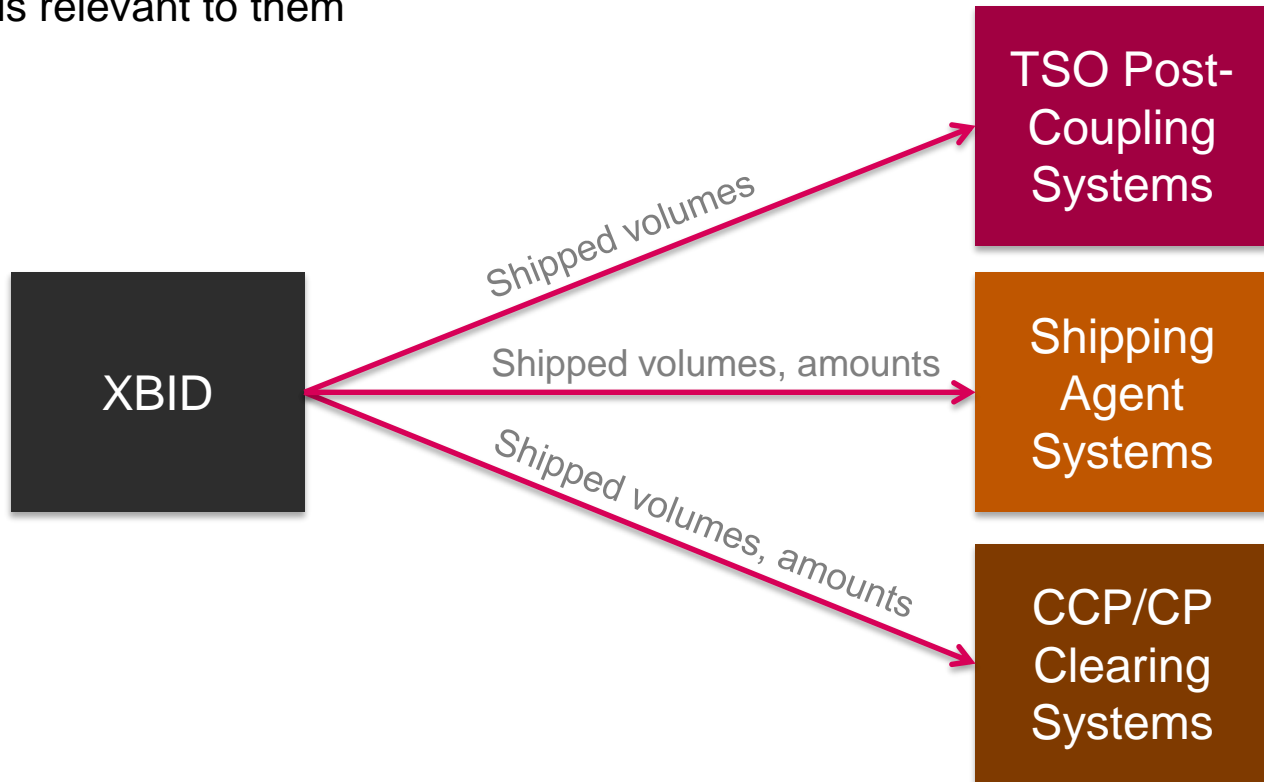 is relevant to them
TSO Post-
Coupling
Systems
Shipped volumes
XBID
Shipped volumes, amounts
Shipping
Agent
Systems
Shipped volumes, amounts
CCP/CP
Clearing
Systems